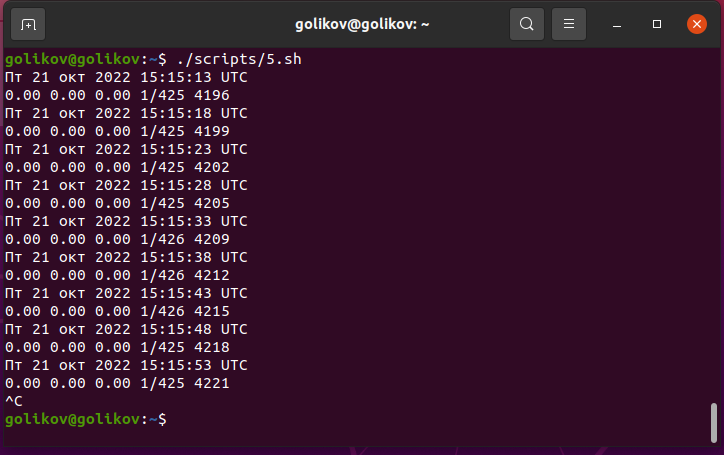 golikov@golikov: ~
golikov@golikov:~$ ./scripts/5.sh
Пт 21 окт 2022 15:15:13 UTC
0.00 0.00 0.00 1/425 4196
Пт 21 окт 2022 15:15:18 UTC
0.00 0.00 0.00 1/425 4199
Пт 21 окт 2022 15:15:23 UTC
0.00 0.00 0.00 1/425 4202
Пт 21 окт 2022 15:15:28 UTC
0.00 0.00 0.00 1/425 4205
Пт 21 окт 2022 15:15:33 UTC
0.00 0.00 0.00 1/426 4209
Пт 21 окт 2022 15:15:38 UTC
0.00 0.00 0.00 1/426 4212
Пт 21 окт 2022 15:15:43 UTC
0.00 0.00 0.00 1/426 4215
Пт 21 окт 2022 15:15:48 UTC
0.00 0.00 0.00 1/425 4218
Пт 21 окт 2022 15:15:53 UTC
0.00 0.00 0.00 1/425 4221
^C
golikov@golikov:~$